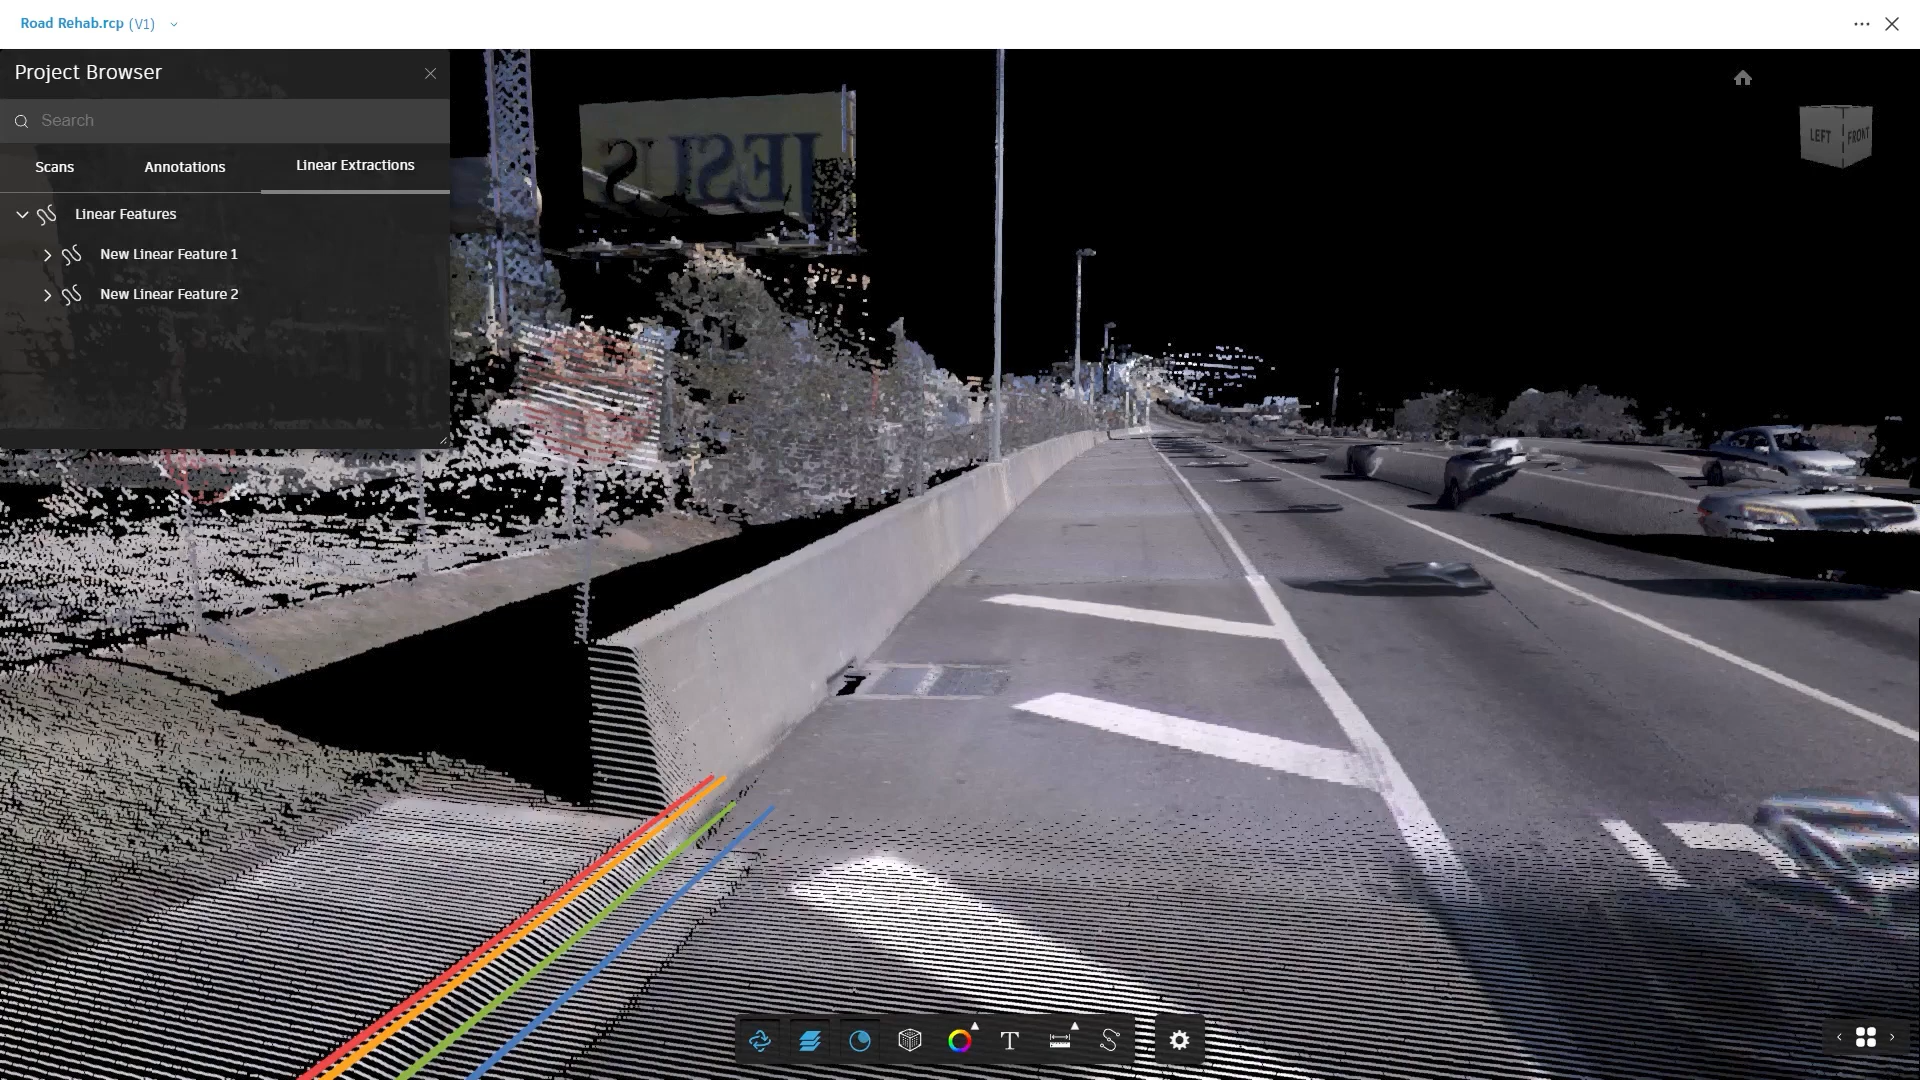 Road Rehab.rcp (V1)
Project Browser
Search
Scans
Annotations
Linear Extractions
Linear Features
New Linear Feature 1
New Linear Feature 2
JESUS
LEFT
FRONT